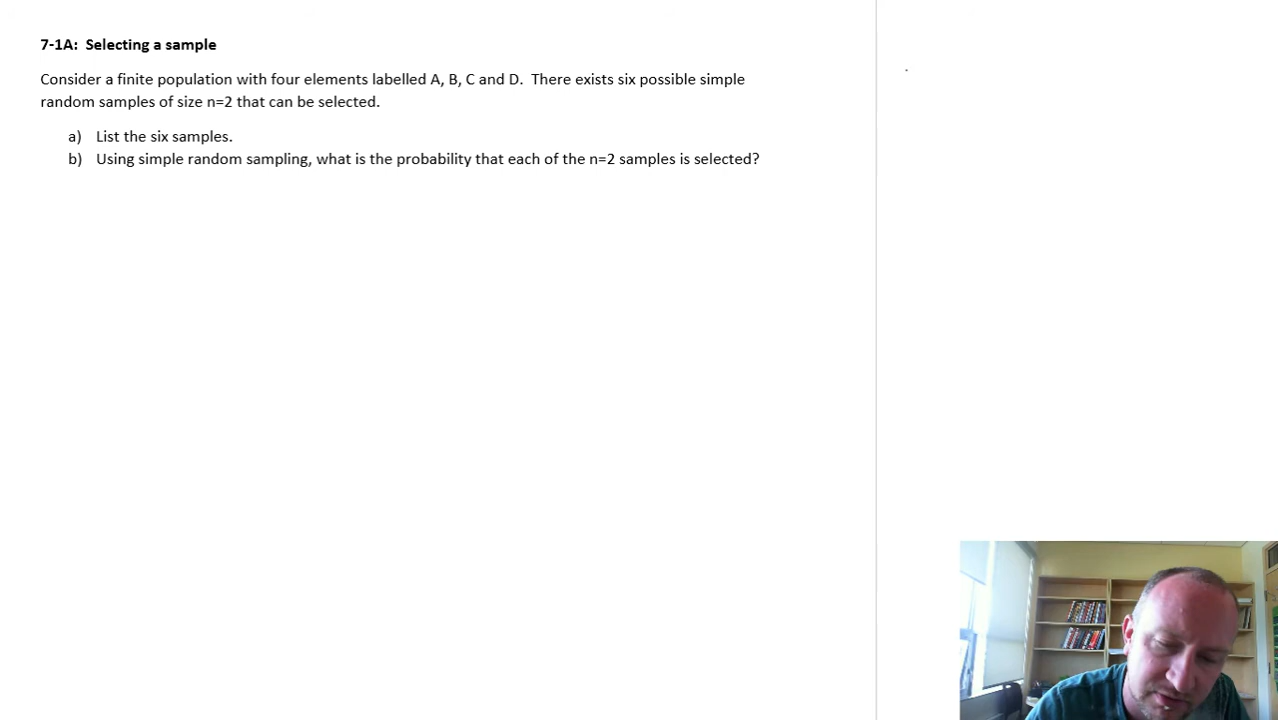 7-1A: Selecting a sample
Consider a finite population with four elements labelled A, B, C and D. There exists six possible simple
random samples of size n=2 that can be selected.
a) List the six samples.
b) Using simple random sampling, what is the probability that each of the n=2 samples is selected?